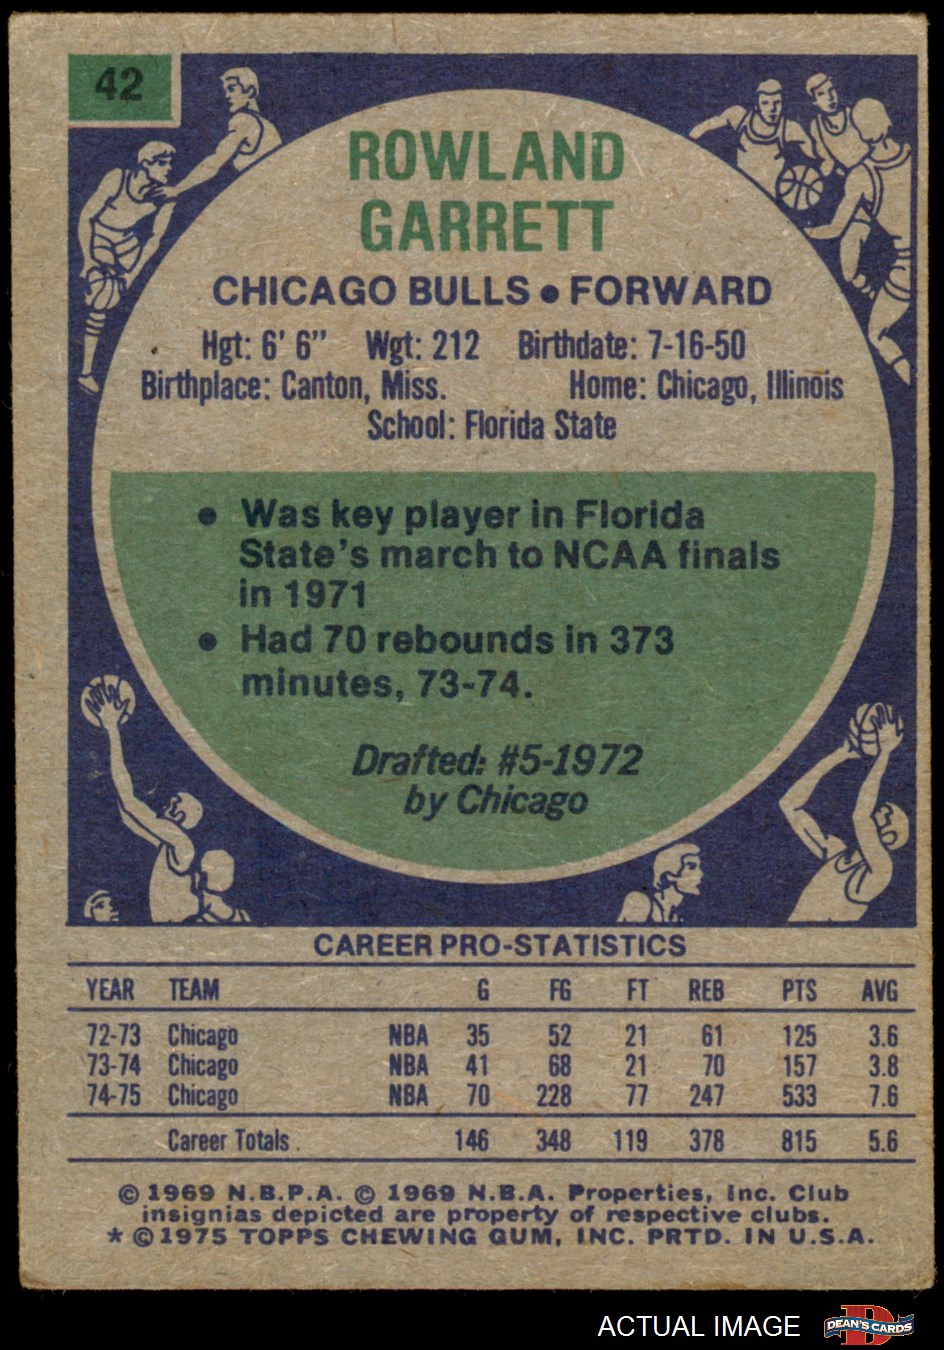 42
ROWLAND
GARRETT
CHICAGO BULLS • FORWARD
Hgt: 6' 6" Wgt: 212 Birthdate: 7-16-50
Birthplace: Canton, Miss. Home: Chicago, Illinois
School: Florida State
• Was key player in Florida
State's march to NCAA finals
in 1971
• Had 70 rebounds in 373
minutes, 73-74.
Drafted: #5-1972
by Chicago
CAREER PRO-STATISTICS
YEAR TEAM G FG FT REB PTS AVG
72-73 Chicago NBA 35 52 21 61 125 3.6
73-74 Chicago NBA 41 68 21 70 157 3.8
74-75 Chicago NBA 70 228 77 247 533 7.6
Career Totals . 146 348 119 378 815 5.6
© 1969 N.B.P.A. © 1969 N.B.A. Properties, Inc. Club
insignias depicted are property of respective clubs.
* © 1975 TOPPS CHEWING GUM, INC. PRTD. IN U.S.A.
ACTUAL IMAGE
D
DEAN'S CARDS